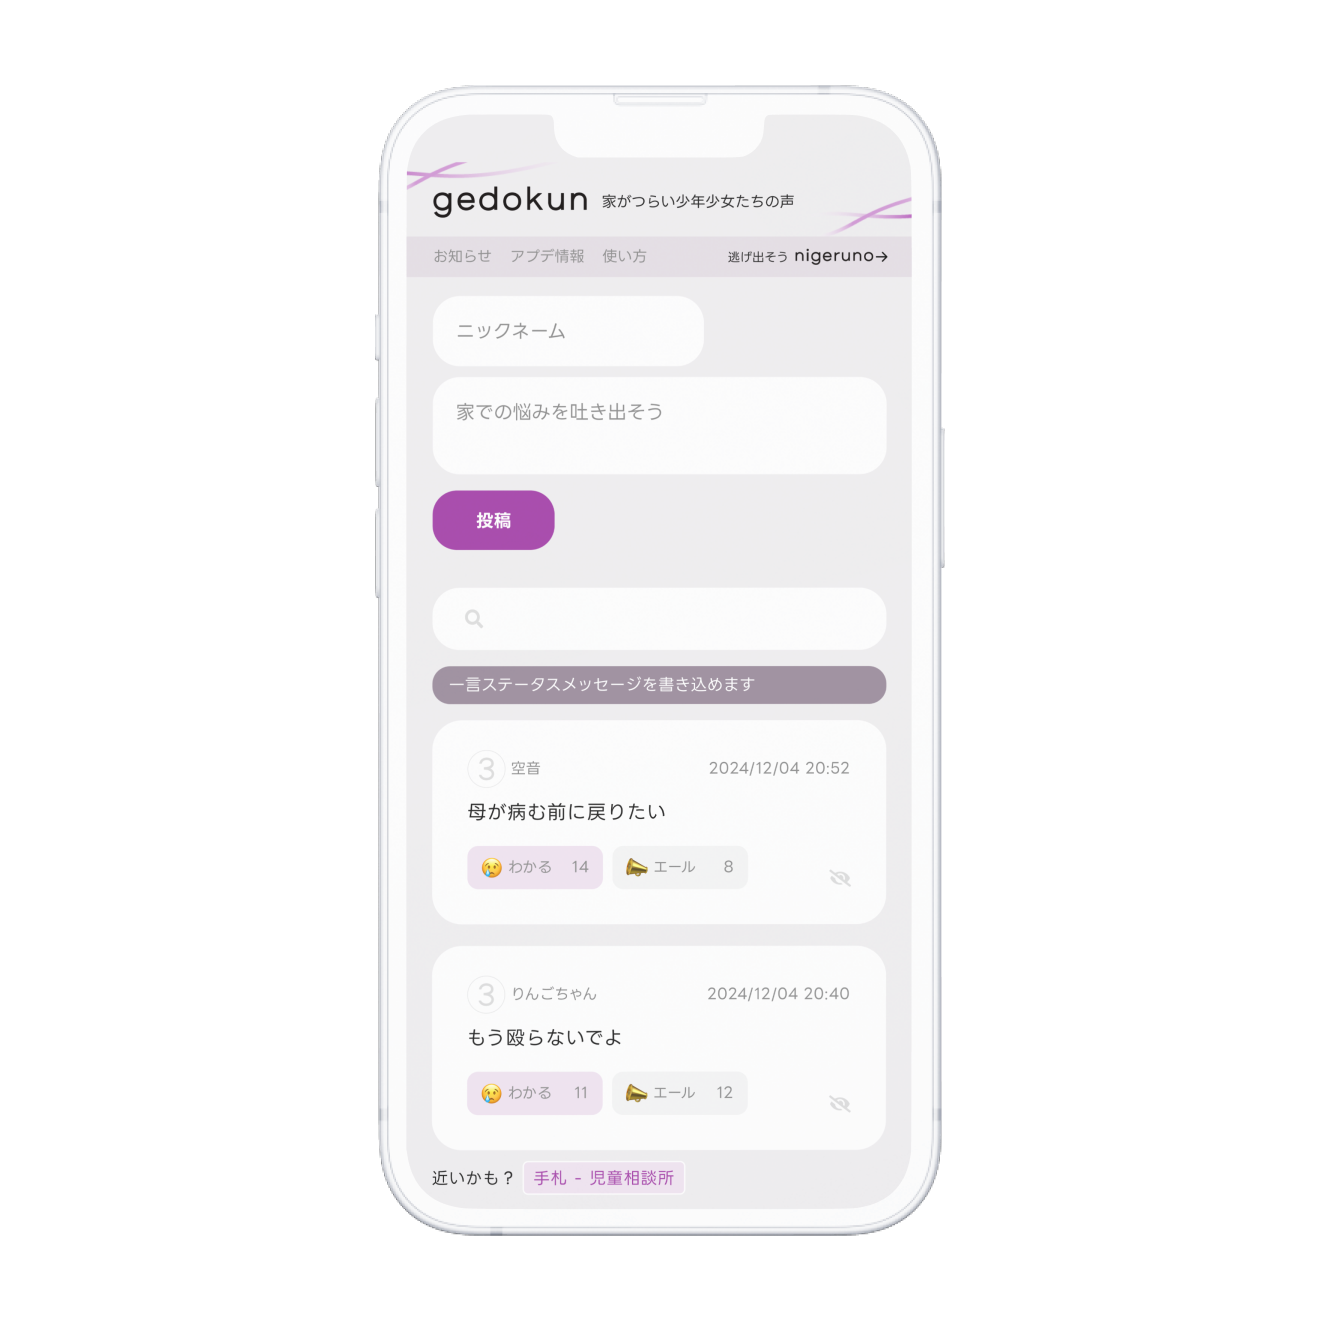 gedokun 家がつらい少年少女たちの声
お知らせ アプデ情報 使い方 逃げ出そう nigeruno→
ニックネーム
家での悩みを吐き出そう
投稿
一言ステータスメッセージを書き込めます
3 空音 2024/12/04 20:52
母が病む前に戻りたい
😢 わかる 14 📣 エール 8
3 りんごちゃん 2024/12/04 20:40
もう殴らないでよ
😢 わかる 11 📣 エール 12
近いかも？ 手札 - 児童相談所